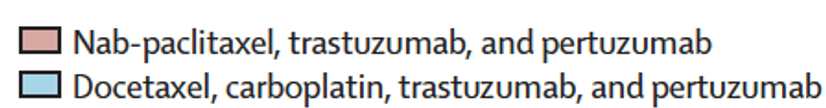 Nab-paclitaxel, trastuzumab, and pertuzumab
Docetaxel, carboplatin, trastuzumab, and pertuzumab